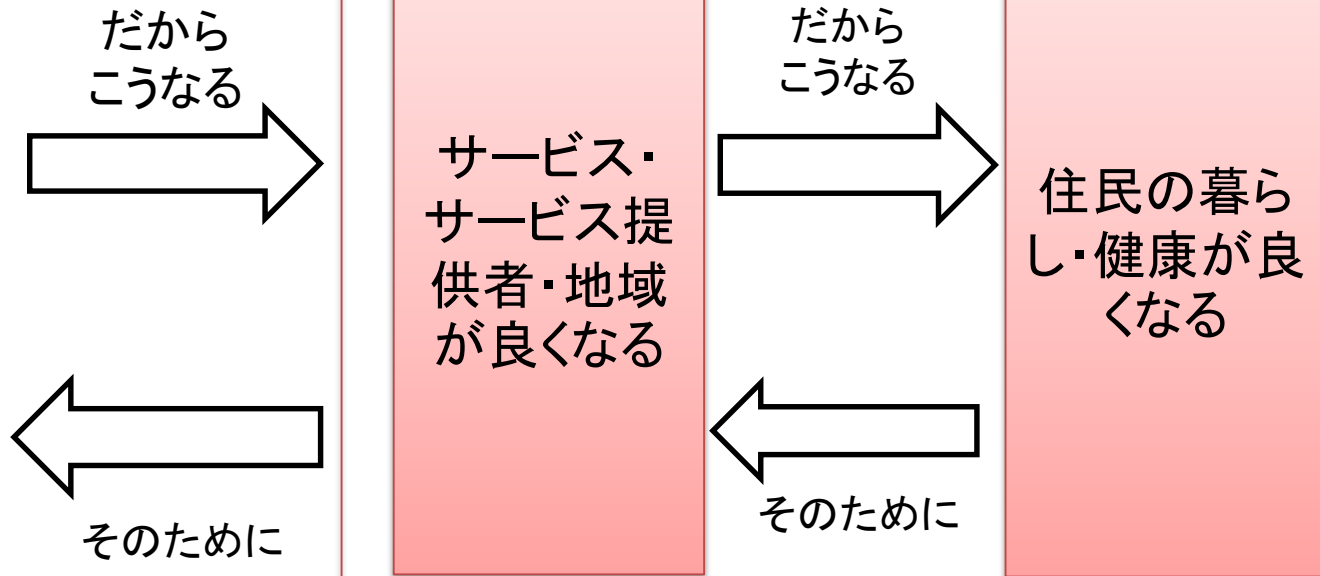 だから
こうなる
サービス・
サービス提
供者・地域
が良くなる
だから
こうなる
住民の暮ら
し・健康が良
くなる
そのために
そのために